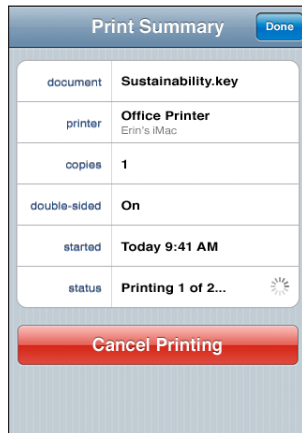 Print Summary
Done
document Sustainability.key
printer Office Printer
Erin's iMac
copies 1
double-sided On
started Today 9:41 AM
status Printing 1 of 2...
Cancel Printing